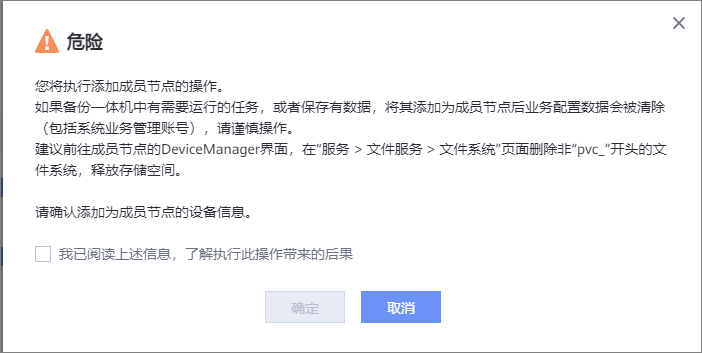 危险
您将执行添加成员节点的操作。
如果备份一体机中有需要运行的任务，或者保存有数据，将其添加为成员节点后业务配置数据会被清除
（包括系统业务管理账号），请谨慎操作。
建议前往成员节点的DeviceManager界面，在“服务 > 文件服务 > 文件系统”页面删除非“pvc_”开头的文
件系统，释放存储空间。
请确认添加为成员节点的设备信息。
我已阅读上述信息，了解执行此操作带来的后果
确定
取消